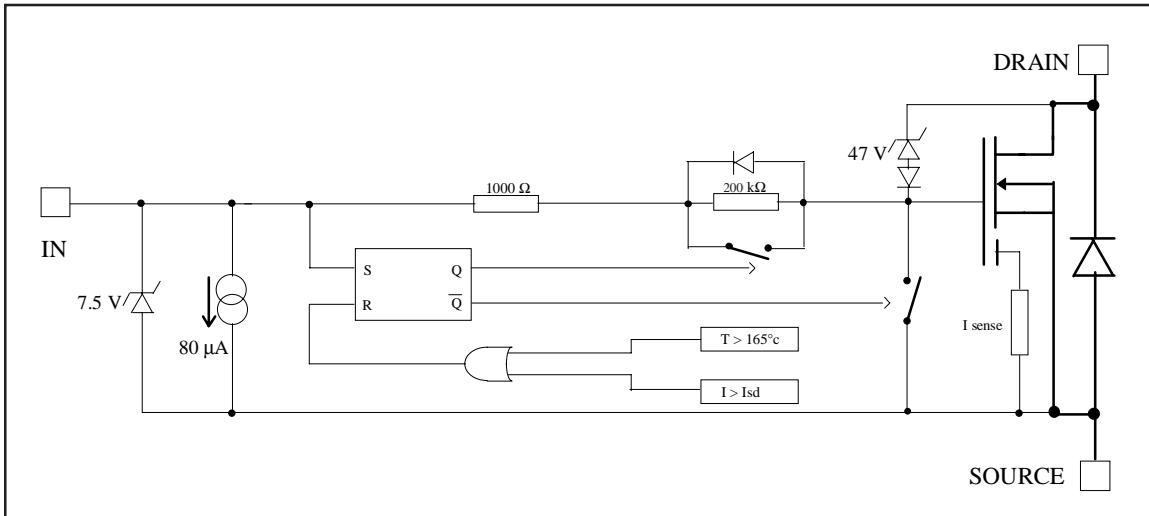 DRAIN
47 V
1000 Ω
200 kΩ
IN
S
Q
R
Q
7.5 V
80 µA
I sense
T > 165°c
I > Isd
SOURCE